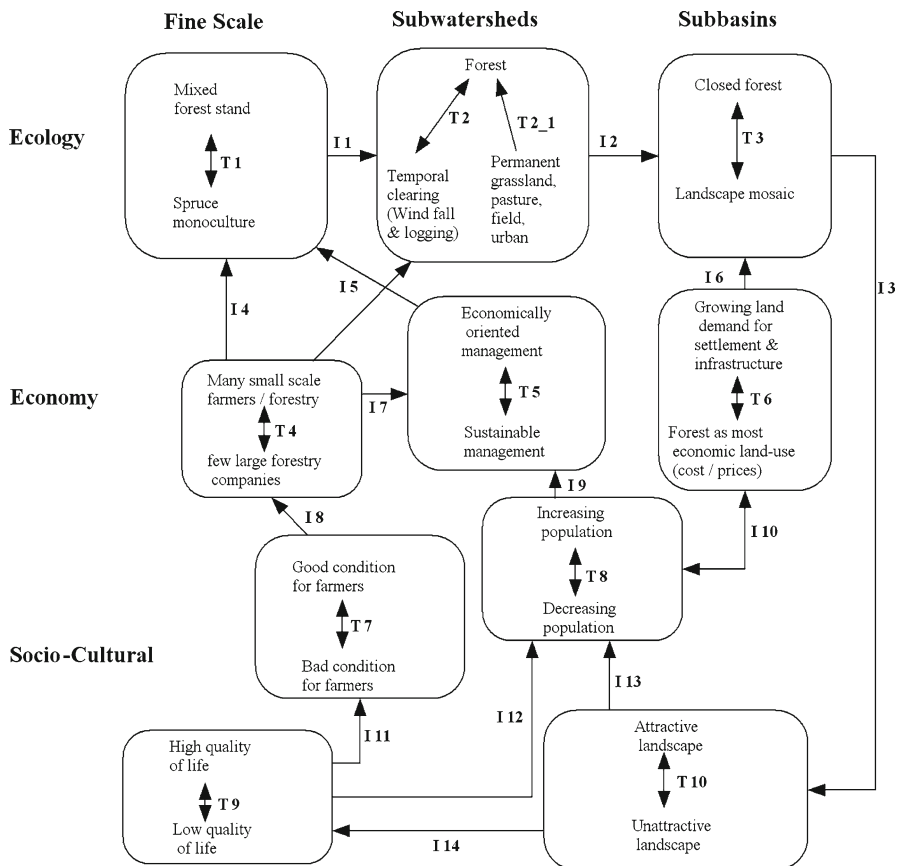 Fine Scale
Subwatersheds
Subbasins
Ecology
Mixed
forest stand
T 1
Spruce
monoculture
I 1
Forest
T 2
T 2_1
Temporal
clearing
(Wind fall
& logging)
Permanent
grassland,
pasture,
field,
urban
I 2
Closed forest
T 3
Landscape mosaic
I 3
I 4
I 5
I 6
Economy
Many small scale
farmers / forestry
T 4
few large forestry
companies
I 7
Economically
oriented
management
T 5
Sustainable
management
Growing land
demand for
settlement &
infrastructure
T 6
Forest as most
economic land-use
(cost / prices)
I 8
I 9
I 10
Socio-Cultural
Good condition
for farmers
T 7
Bad condition
for farmers
Increasing
population
T 8
Decreasing
population
I 11
I 12
I 13
High quality
of life
T 9
Low quality
of life
I 14
Attractive
landscape
T 10
Unattractive
landscape